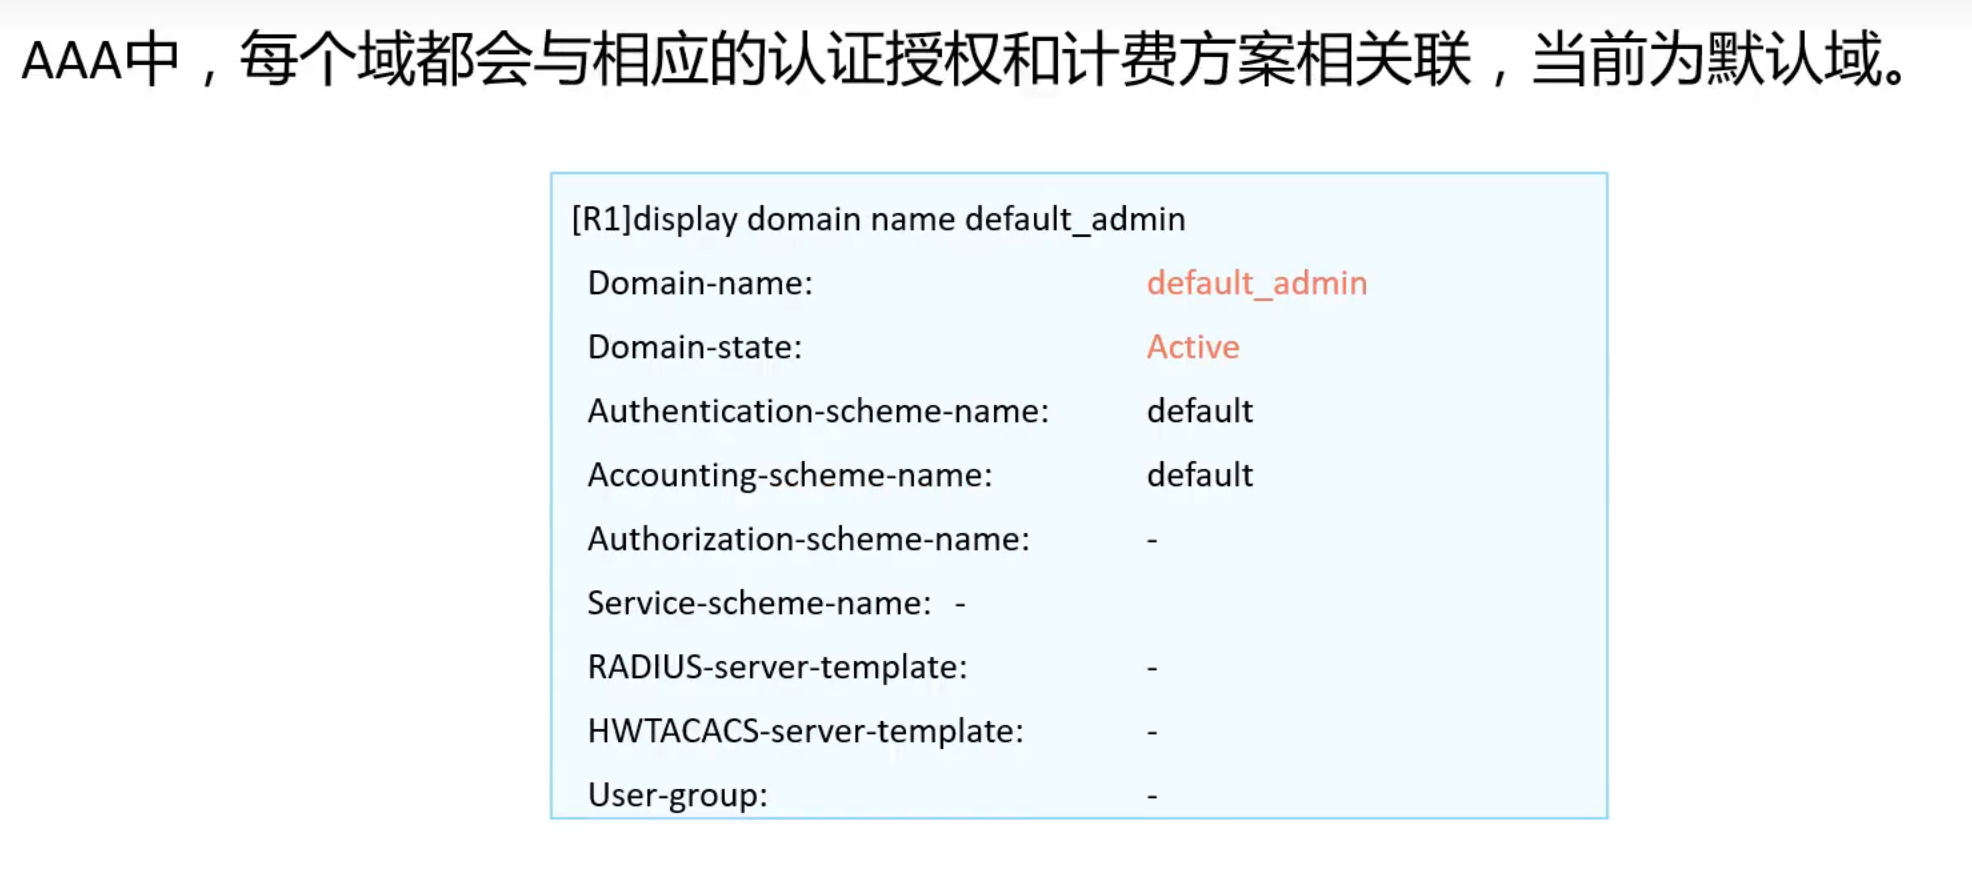 AAA中，每个域都会与相应的认证授权和计费方案相关联，当前为默认域。
[R1]display domain name default_admin
Domain-name: default_admin
Domain-state: Active
Authentication-scheme-name: default
Accounting-scheme-name: default
Authorization-scheme-name: -
Service-scheme-name: -
RADIUS-server-template: -
HWTACACS-server-template: -
User-group: -